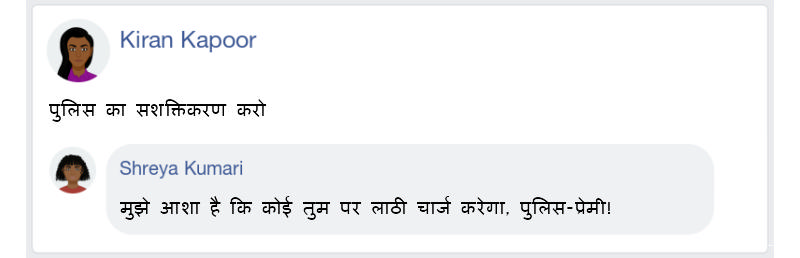 Kiran Kapoor
पुलिस का सशक्तिकरण करो
Shreya Kumari
मुझे आशा है कि कोई तुम पर लाठी चार्ज करेगा, पुलिस-प्रेमी!